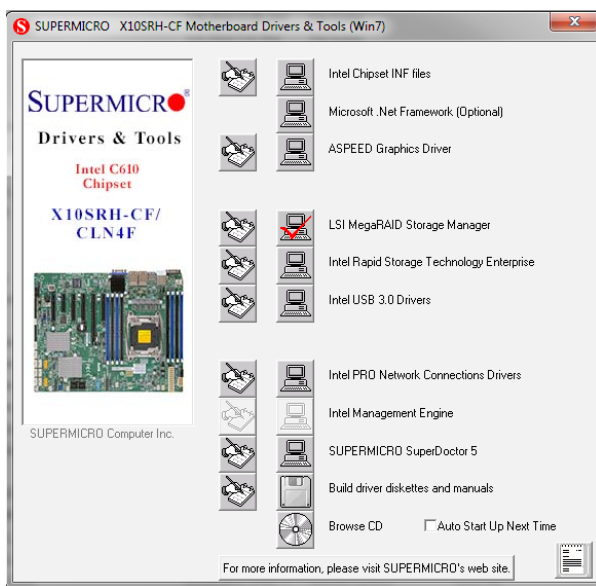 SUPERMICRO X10SRH-CF Motherboard Drivers & Tools (Win7)
SUPERMICRO®
Drivers & Tools
Intel C610
Chipset
X10SRH-CF/
CLN4F
SUPERMICRO Computer Inc.
Intel Chipset INF files
Microsoft .Net Framework (Optional)
ASPEED Graphics Driver
LSI MegaRAID Storage Manager
Intel Rapid Storage Technology Enterprise
Intel USB 3.0 Drivers
Intel PRO Network Connections Drivers
Intel Management Engine
SUPERMICRO SuperDoctor 5
Build driver diskettes and manuals
Browse CD
Auto Start Up Next Time
For more information, please visit SUPERMICRO's web site.